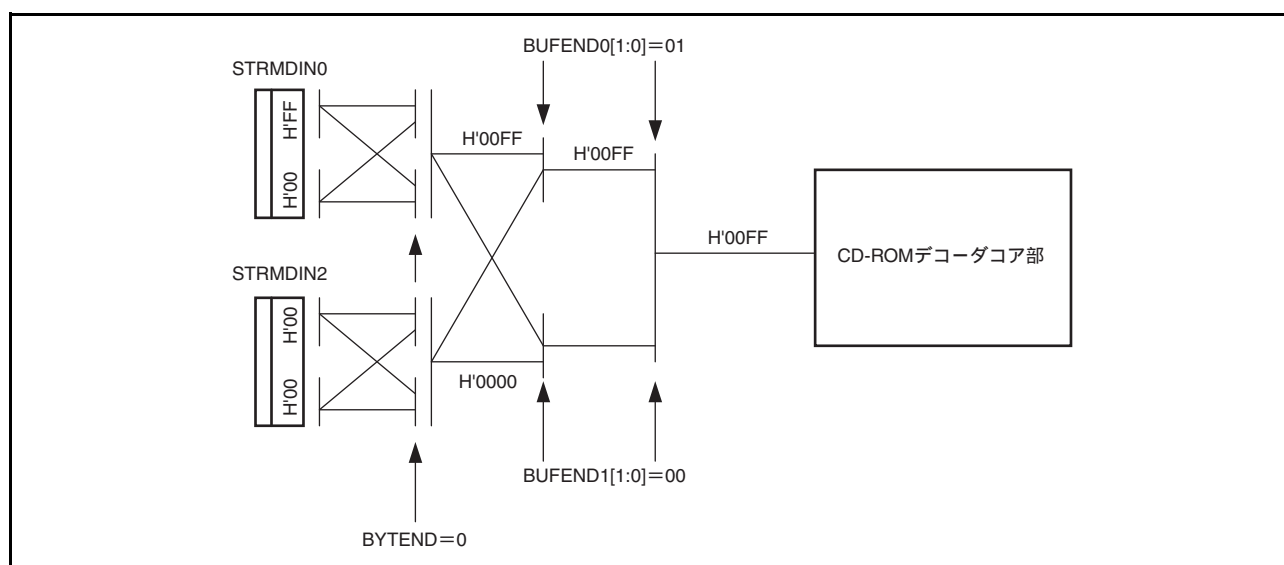 BUFEND0[1:0]＝01
STRMDIN0
H'FF
H'00
H'00FF
H'00FF
H'00FF
CD-ROMデコーダコア部
STRMDIN2
H'00
H'00
H'0000
BUFEND1[1:0]＝00
BYTEND＝0